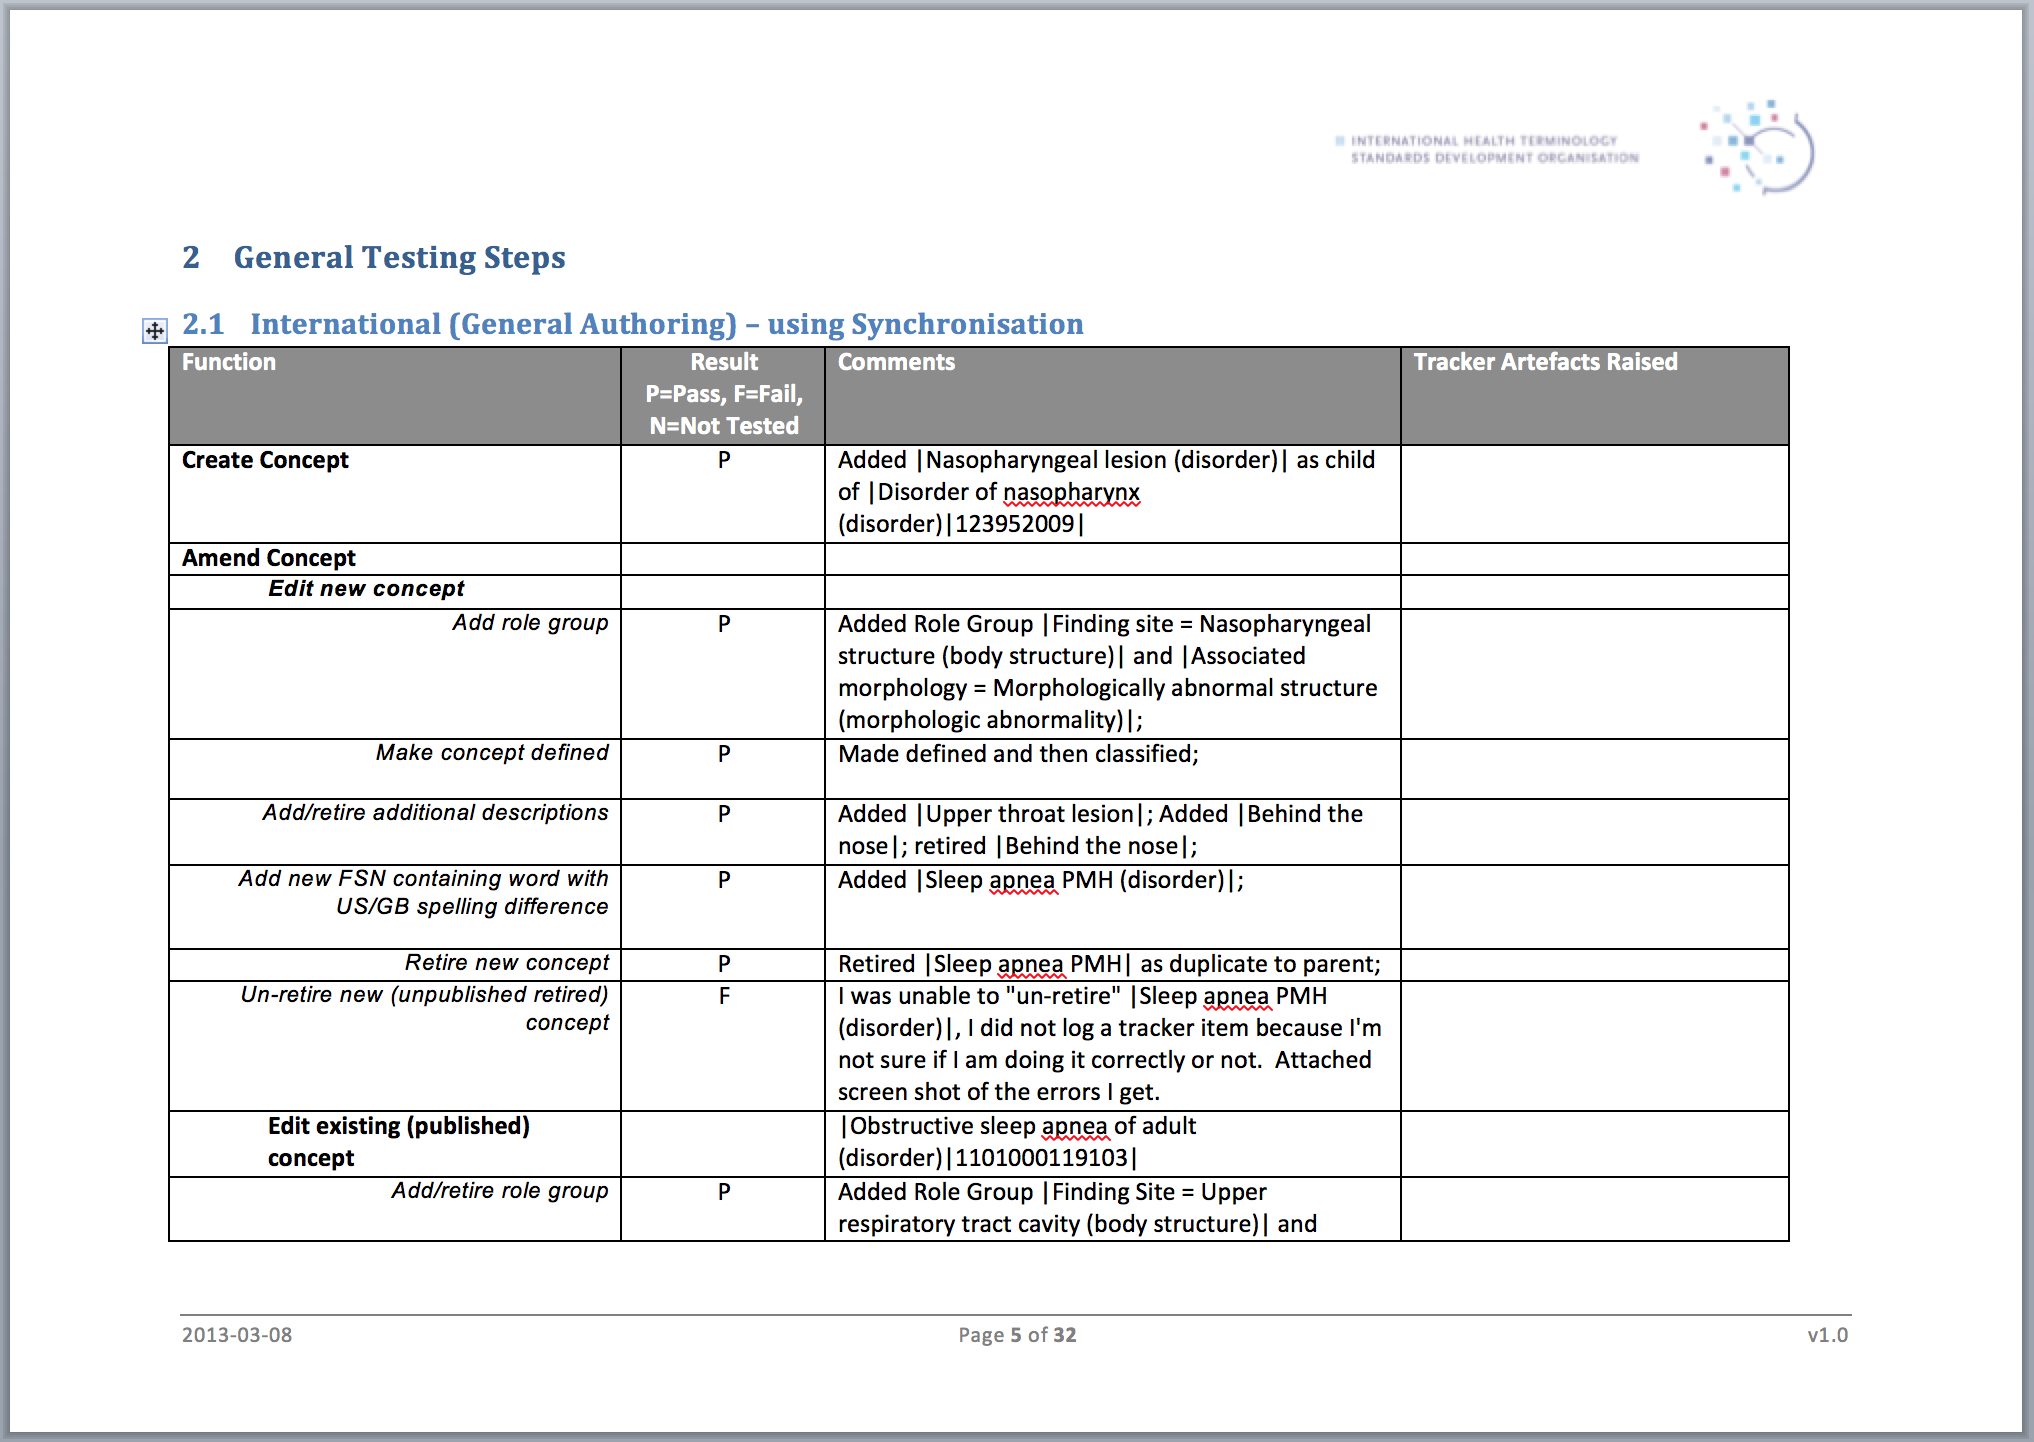 INTERNATIONAL HEALTH TERMINOLOGY
STANDARDS DEVELOPMENT ORGANISATION
2 General Testing Steps
2.1 International (General Authoring) – using Synchronisation
Function
Result
P=Pass, F=Fail,
N=Not Tested
Comments
Tracker Artefacts Raised
Create Concept
P
Added |Nasopharyngeal lesion (disorder)| as child
of |Disorder of nasopharynx
(disorder)|123952009|
Amend Concept
Edit new concept
Add role group
P
Added Role Group |Finding site = Nasopharyngeal
structure (body structure)| and |Associated
morphology = Morphologically abnormal structure
(morphologic abnormality)|;
Make concept defined
P
Made defined and then classified;
Add/retire additional descriptions
P
Added |Upper throat lesion|; Added |Behind the
nose|; retired |Behind the nose|;
Add new FSN containing word with
US/GB spelling difference
P
Added |Sleep apnea PMH (disorder)|;
Retire new concept
P
Retired |Sleep apnea PMH| as duplicate to parent;
Un-retire new (unpublished retired)
concept
F
I was unable to "un-retire" |Sleep apnea PMH
(disorder)|, I did not log a tracker item because I'm
not sure if I am doing it correctly or not.  Attached
screen shot of the errors I get.
Edit existing (published)
concept
|Obstructive sleep apnea of adult
(disorder)|1101000119103|
Add/retire role group
P
Added Role Group |Finding Site = Upper
respiratory tract cavity (body structure)| and
2013-03-08
Page 5 of 32
v1.0